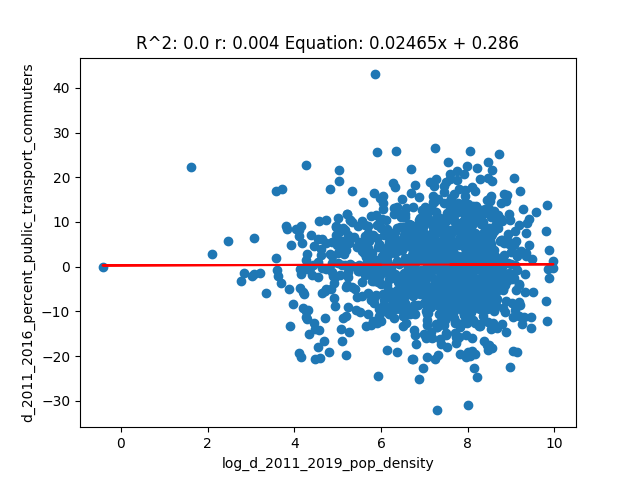 R^2: 0.0 r: 0.004 Equation: 0.02465x + 0.286
d_2011_2016_percent_public_transport_commuters
40
30
20
10
0
−10
−20
−30
0 2 4 6 8 10
log_d_2011_2019_pop_density